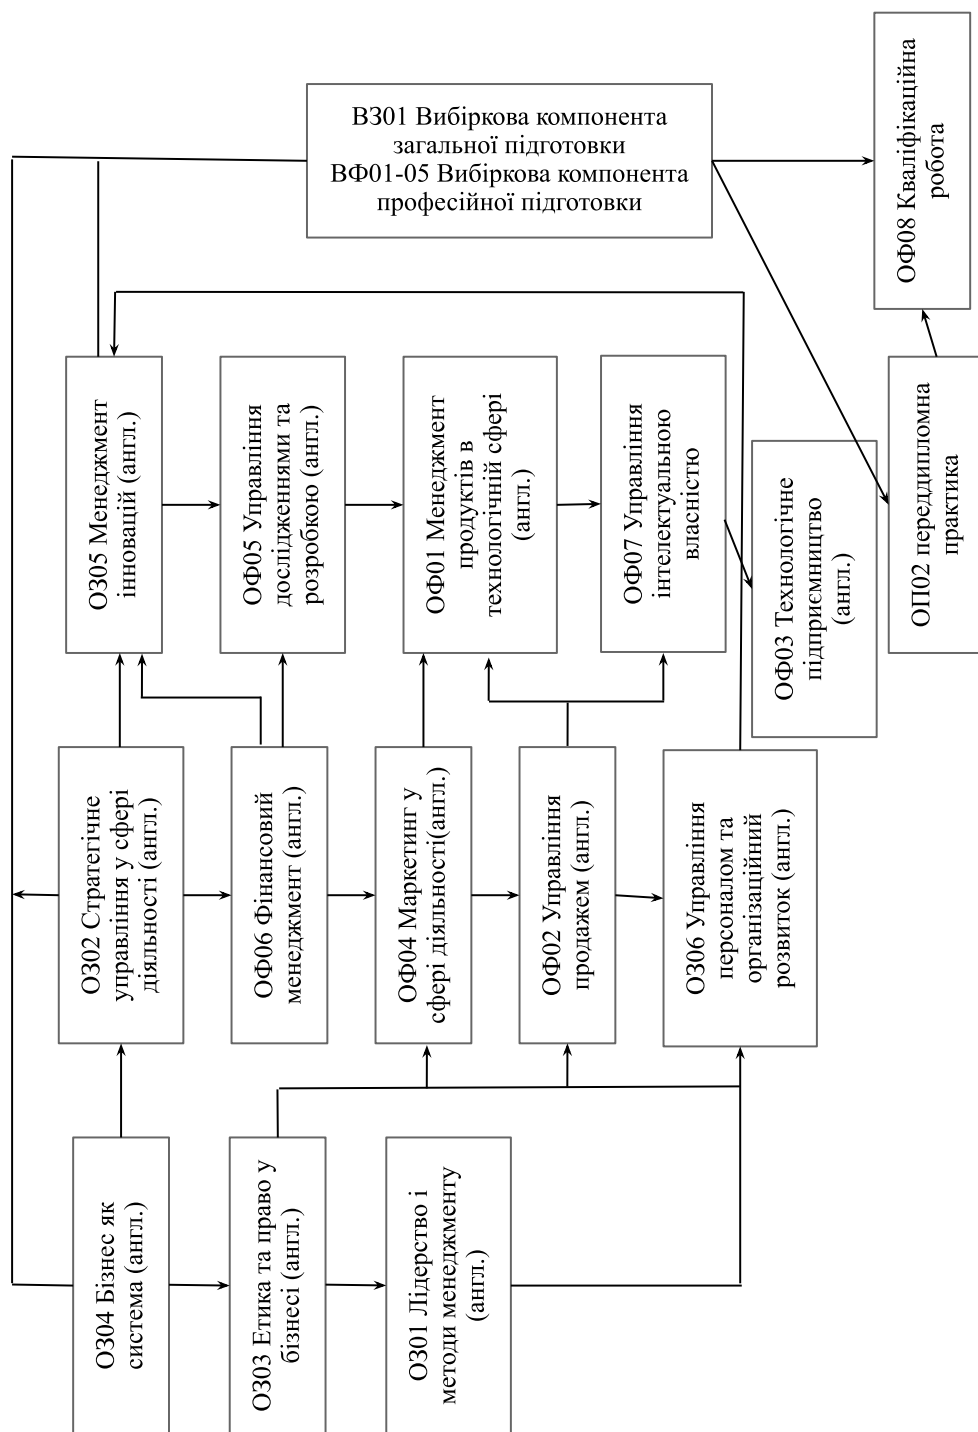 ВЗ01 Вибіркова компонента
загальної підготовки
ВФ01-05 Вибіркова компонента
професійної підготовки
ОЗ04 Бізнес як
система (англ.)
ОЗ03 Етика та право у
бізнесі (англ.)
ОЗ01 Лідерство і
методи менеджменту
(англ.)
ОЗ02 Стратегічне
управління у сфері
діяльності (англ.)
ОФ06 Фінансовий
менеджмент (англ.)
ОФ04 Маркетинг у
сфері діяльності(англ.)
ОФ02 Управління
продажем (англ.)
ОЗ06 Управління
персоналом та
організаційний
розвиток (англ.)
ОЗ05 Менеджмент
інновацій (англ.)
ОФ05 Управління
дослідженнями та
розробкою (англ.)
ОФ01 Менеджмент
продуктів в
технологічній сфері
(англ.)
ОФ07 Управління
інтелектуальною
власністю
ОФ03 Технологічне
підприємництво
(англ.)
ОП02 переддипломна
практика
ОФ08 Кваліфікаційна
робота